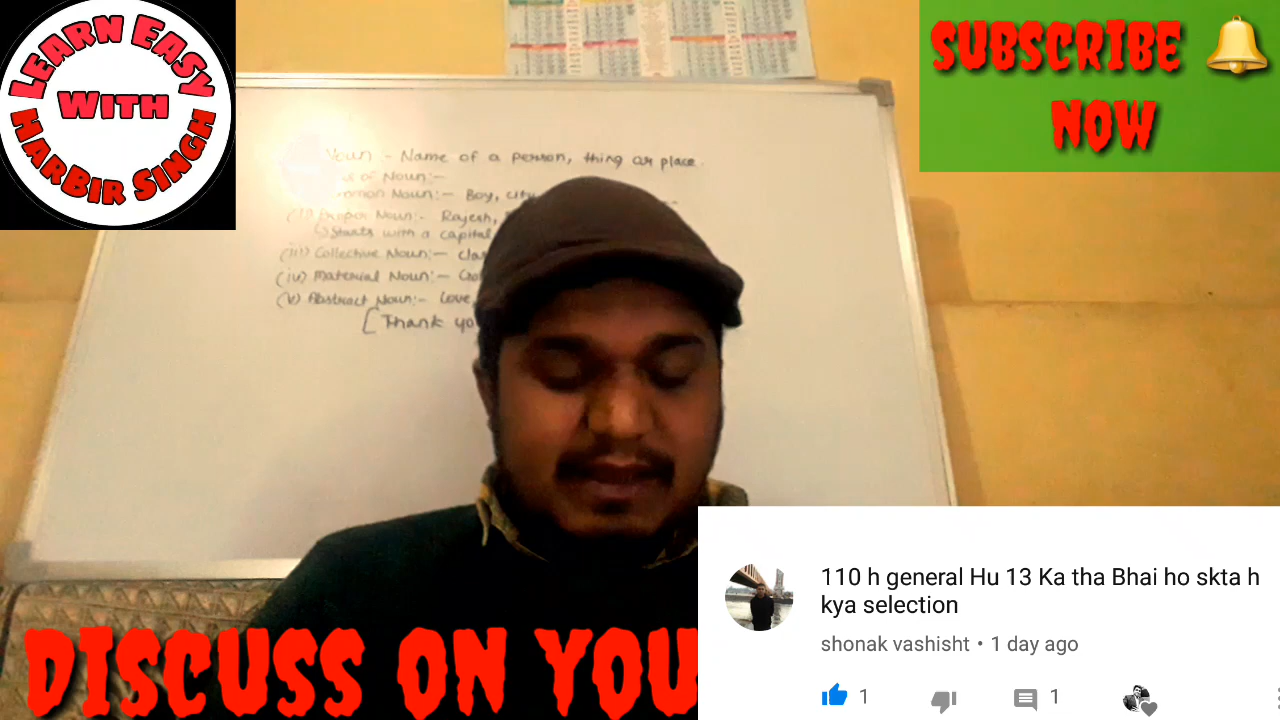 LEARN EASY
WITH
HARBIR SINGH
SUBSCRIBE
NOW
Noun :- Name of a person, thing or place.
of Noun:-
Noun:- Boy, city
Proper Noun:- Rajesh,
Starts with a capital
(iii) Collective Noun:-
(iv) Material Noun:-
(v) Abstract Noun:- Love,
[Thank
DISCUSS ON YOU
110 h general Hu 13 Ka tha Bhai ho skta h
kya selection
shonak vashisht • 1 day ago
1
1